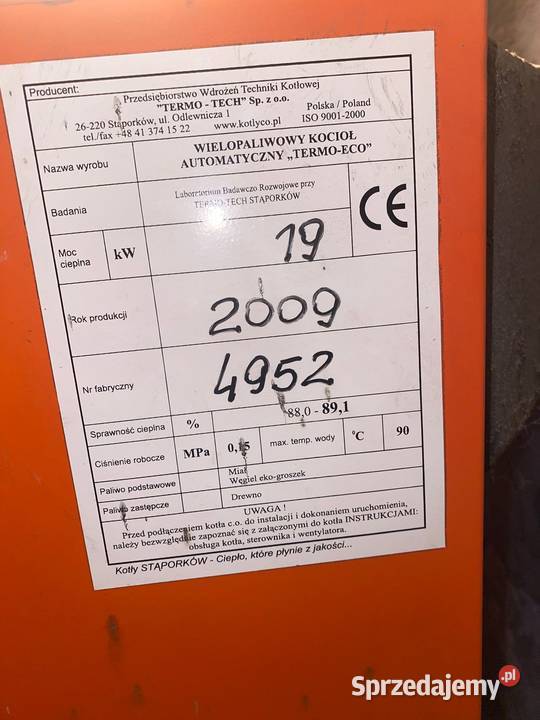 Producent:
Przedsiębiorstwo Wdrożeń Techniki Kotłowej
"TERMO - TECH" Sp. z o.o.
26-220 Stąporków, ul. Odlewnicza 1
Polska / Poland
tel./fax +48 41 374 15 22 www.kotlyco.pl ISO 9001-2000
Nazwa wyrobu
WIELOPALIWOWY KOCIOŁ
AUTOMATYCZNY „TERMO-ECO”
Badania
Laboratorium Badawczo Rozwojowe przy
TERMO-TECH STĄPORKÓW
CE
Moc
cieplna
kW
19
Rok produkcji
2009
Nr fabryczny
4952
Sprawność cieplna % 88,0 - 89,1
Ciśnienie robocze MPa 0,15 max. temp. wody °C 90
Paliwo podstawowe
Miał
Węgiel eko-groszek
Paliwo zastępcze Drewno
UWAGA !
Przed podłączeniem kotła c.o. do instalacji i dokonaniem uruchomienia,
należy bezwzględnie zapoznać się z załączonymi do kotła INSTRUKCJAMI:
obsługa kotła, sterownika i wentylatora.
Kotły STĄPORKÓW - Ciepło, które płynie z jakości...
Sprzedajemy.pl